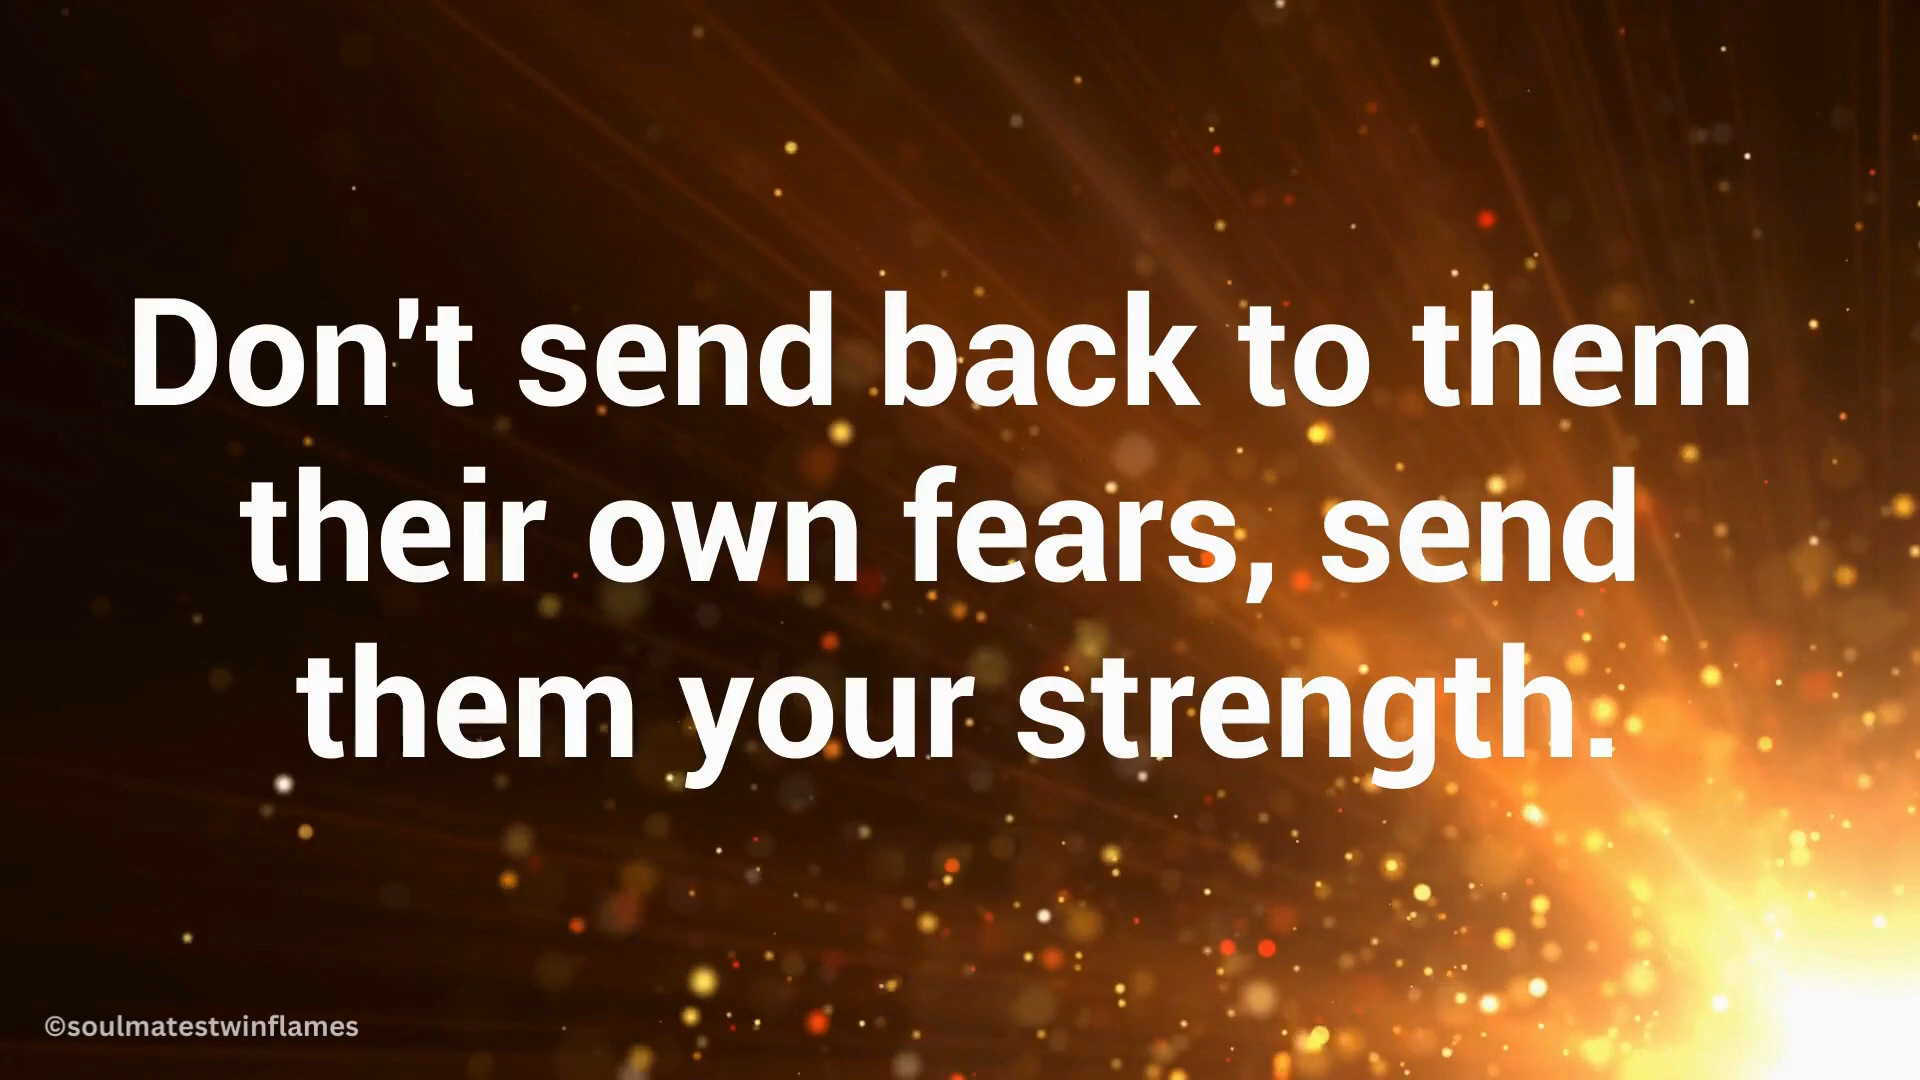 Don't send back to them
their own fears, send
them your strength.
©soulmatestwinflames